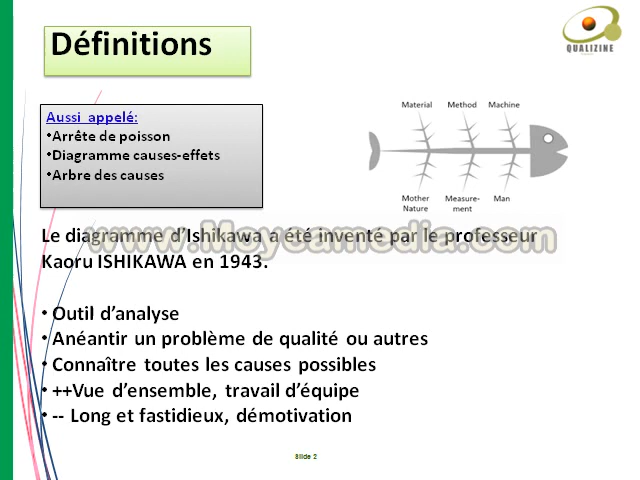 Définitions
QUALIZINE
Aussi appelé:
•Arrête de poisson
•Diagramme causes-effets
•Arbre des causes
Material Method Machine
Mother Nature Measure-ment Man
www.Moycamedia.com
Le diagramme d'Ishikawa a été inventé par le professeur
Kaoru ISHIKAWA en 1943.
• Outil d'analyse
• Anéantir un problème de qualité ou autres
• Connaître toutes les causes possibles
• ++Vue d'ensemble, travail d'équipe
• -- Long et fastidieux, démotivation
Slide 2